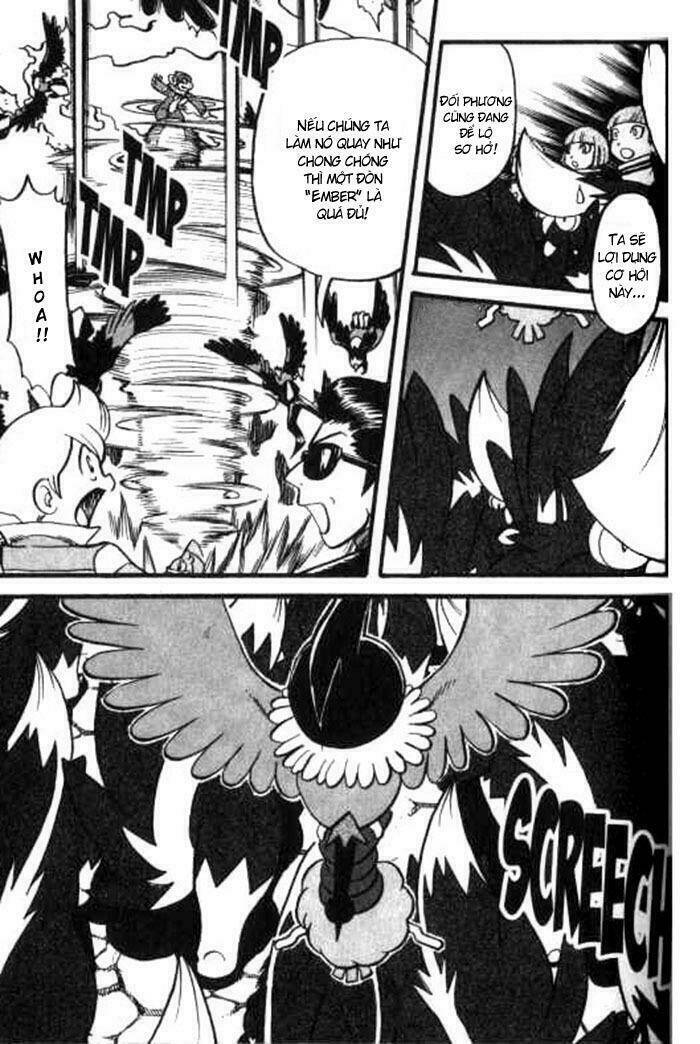 ĐỐI PHƯƠNG
CŨNG ĐANG
ĐỂ LỘ
SƠ HỞ!
TA SẼ
LỢI DỤNG
CƠ HỘI
NÀY...
NẾU CHÚNG TA
LÀM NÓ QUAY NHƯ
CHONG CHÓNG
THÌ MỘT ĐÒN
"EMBER" LÀ
QUÁ ĐỦ!
TMP
TMP
TMP
TMP
WHOA!!
SCREECH